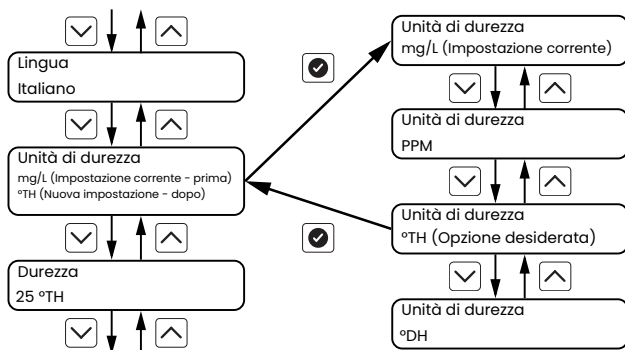 Lingua
Italiano
Unità di durezza
mg/L (Impostazione corrente - prima)
°TH (Nuova impostazione - dopo)
Durezza
25 °TH
Unità di durezza
mg/L (Impostazione corrente)
Unità di durezza
PPM
Unità di durezza
°TH (Opzione desiderata)
Unità di durezza
°DH